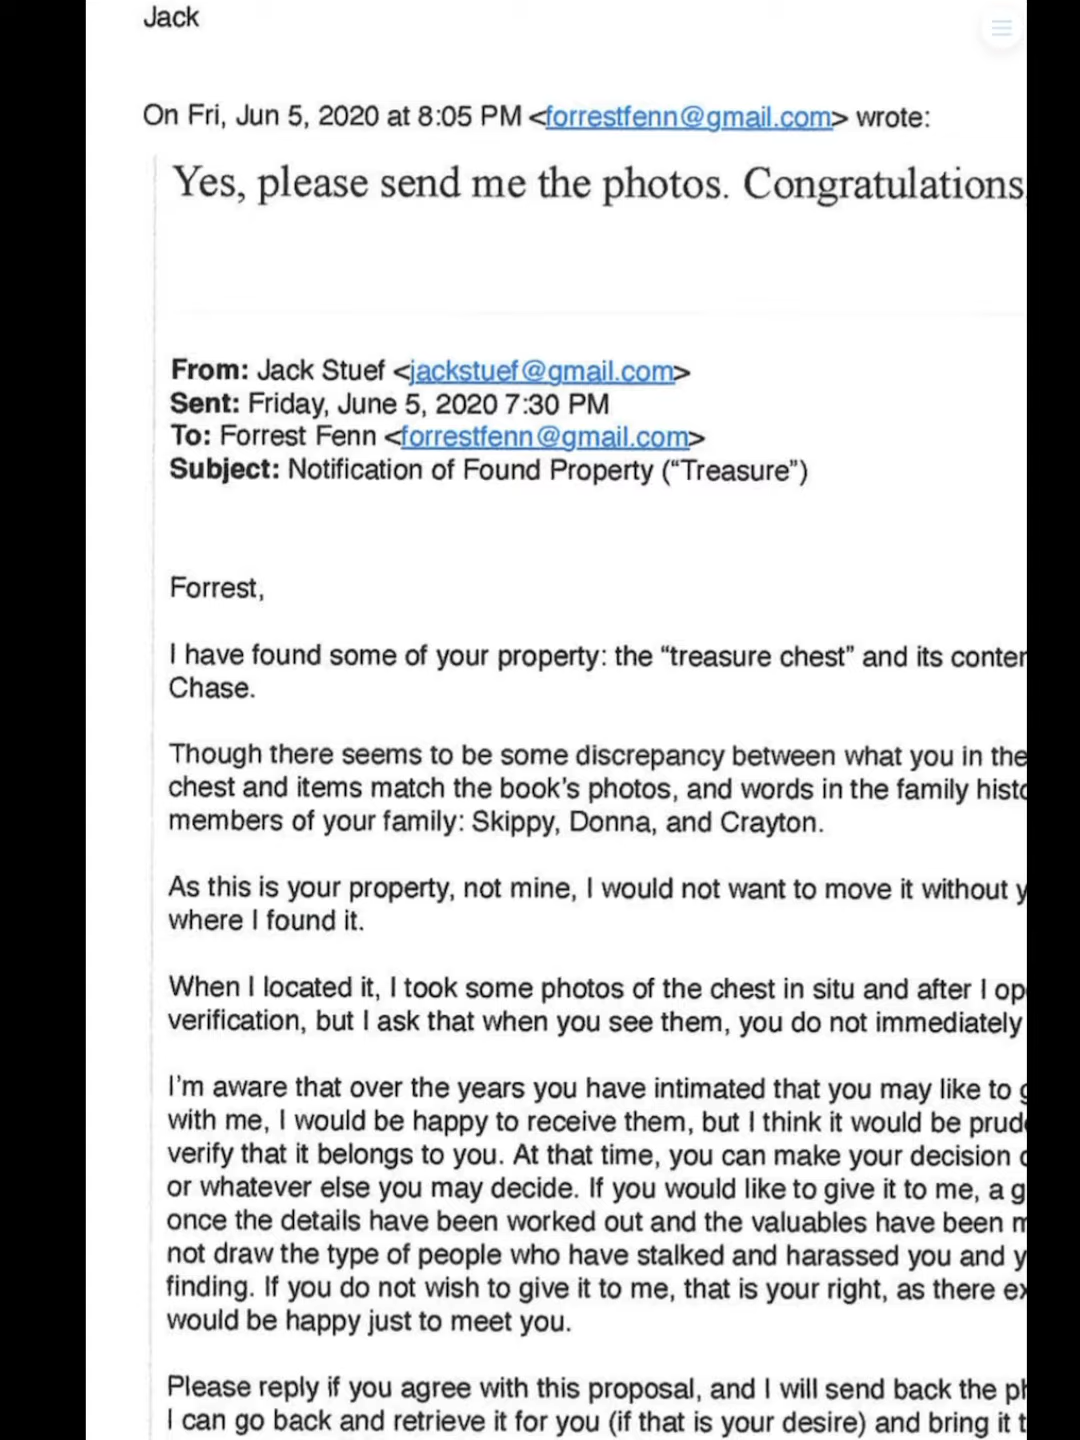 Jack
On Fri, Jun 5, 2020 at 8:05 PM <forrestfenn@gmail.com> wrote:
Yes, please send me the photos. Congratulations
From: Jack Stuef <jackstuef@gmail.com>
Sent: Friday, June 5, 2020 7:30 PM
To: Forrest Fenn <forrestfenn@gmail.com>
Subject: Notification of Found Property (“Treasure”)
Forrest,
I have found some of your property: the “treasure chest” and its
Chase.
Though there seems to be some discrepancy between what you in the
chest and items match the book’s photos, and words in the family
members of your family: Skippy, Donna, and Crayton.
As this is your property, not mine, I would not want to move it without
where I found it.
When I located it, I took some photos of the chest in situ and after I
verification, but I ask that when you see them, you do not immediately
I’m aware that over the years you have intimated that you may like to
with me, I would be happy to receive them, but I think it would be
verify that it belongs to you. At that time, you can make your decision
or whatever else you may decide. If you would like to give it to me, a
once the details have been worked out and the valuables have been
not draw the type of people who have stalked and harassed you and
finding. If you do not wish to give it to me, that is your right, as there
would be happy just to meet you.
Please reply if you agree with this proposal, and I will send back the
I can go back and retrieve it for you (if that is your desire) and bring it